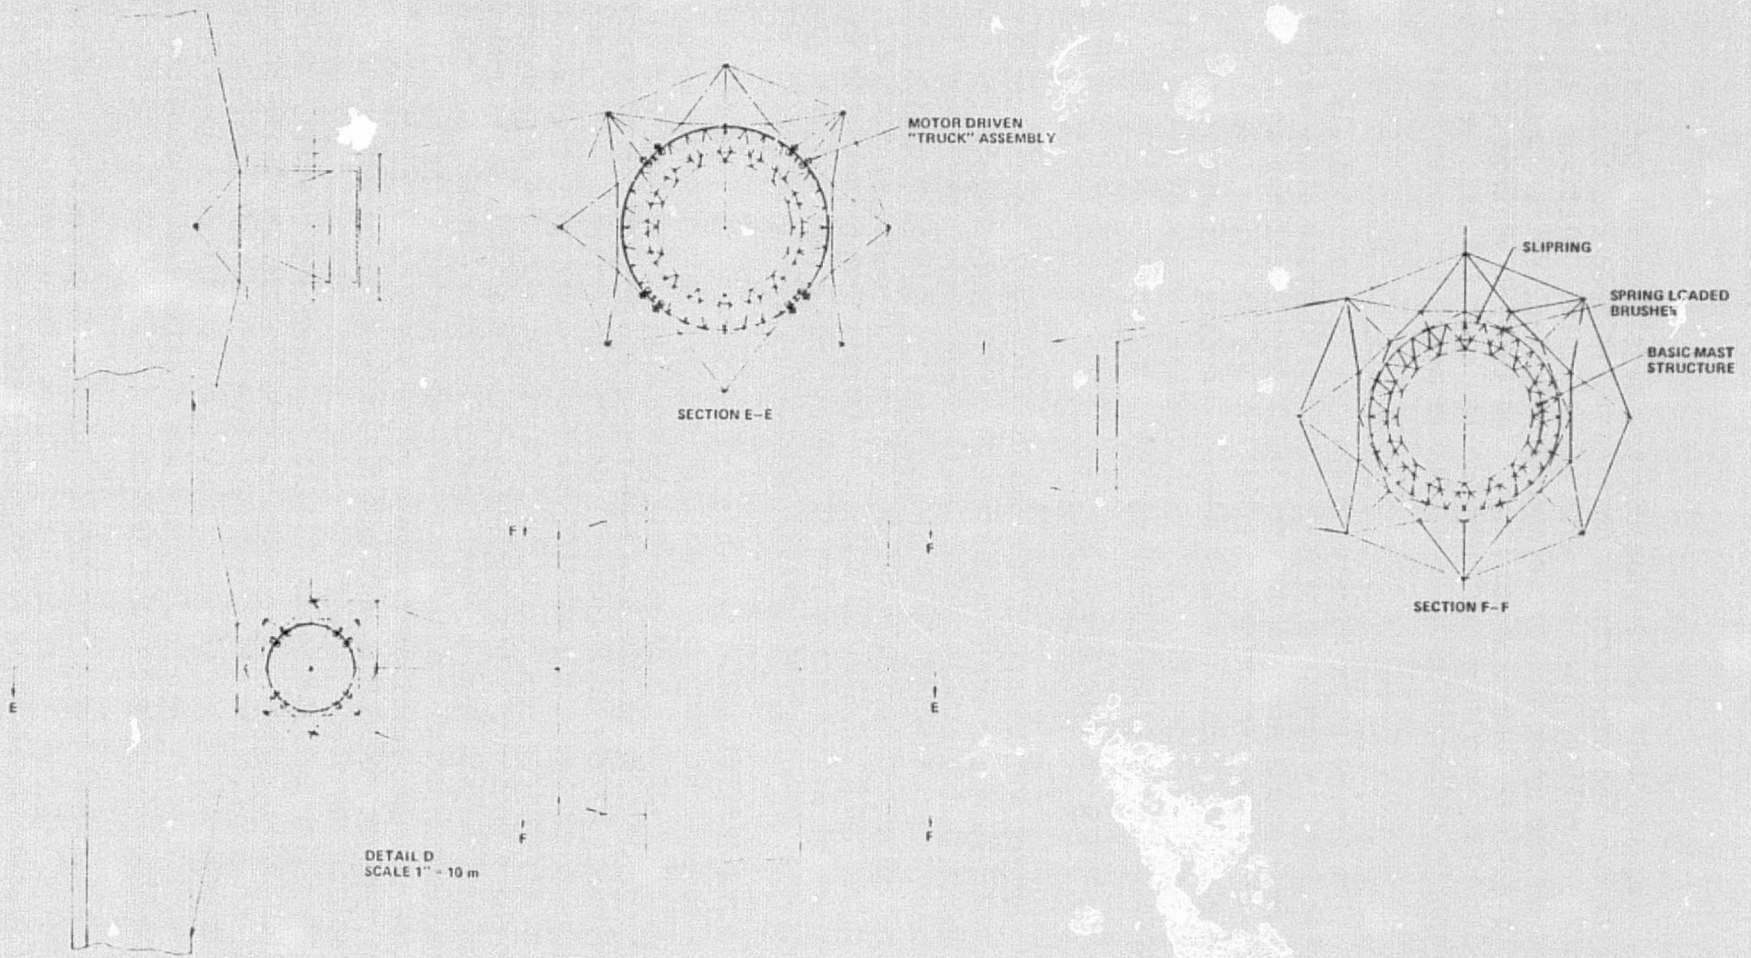 MOTOR DRIVEN
"TRUCK" ASSEMBLY
SECTION E-E
SLIPRING
SPRING LOADED
BRUSHES
BASIC MAST
STRUCTURE
SECTION F-F
F
F
E
E
F
F
DETAIL D
SCALE 1" = 10 m